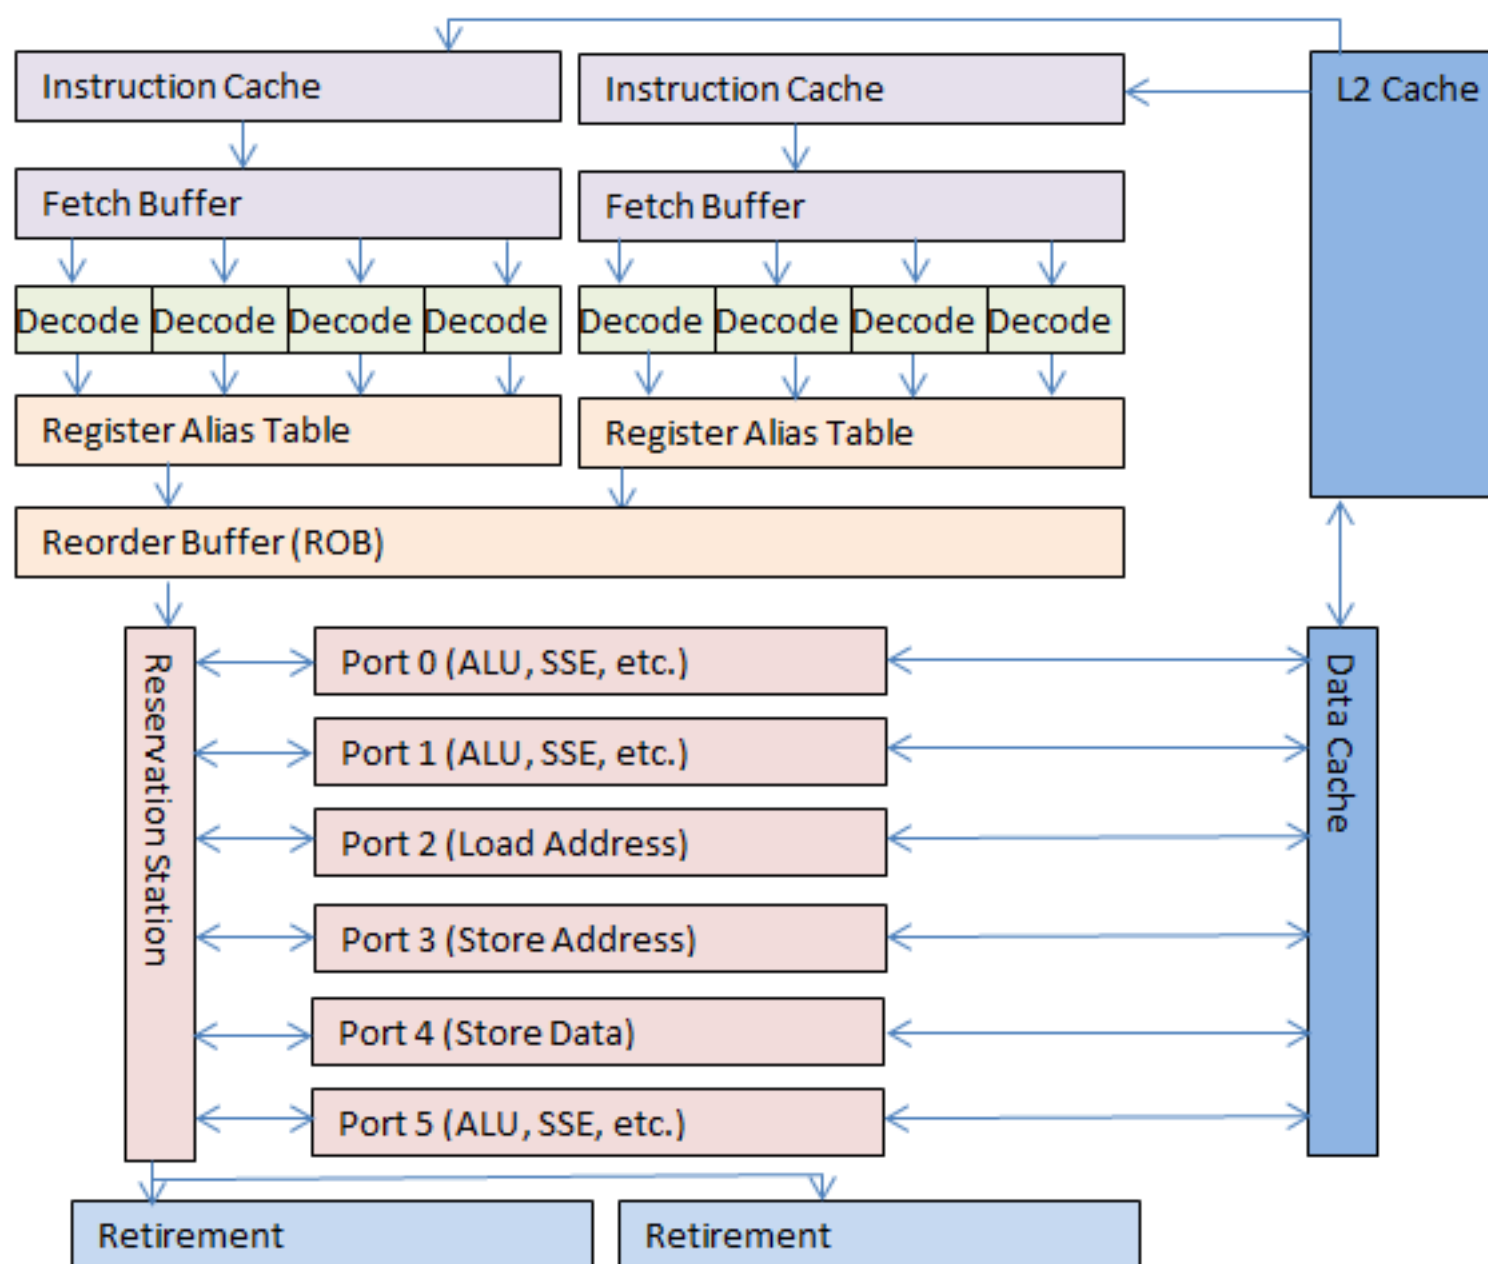 Instruction Cache
Instruction Cache
L2 Cache
Fetch Buffer
Fetch Buffer
Decode Decode Decode Decode
Decode Decode Decode Decode
Register Alias Table
Register Alias Table
Reorder Buffer (ROB)
Reservation Station
Port 0 (ALU, SSE, etc.)
Port 1 (ALU, SSE, etc.)
Port 2 (Load Address)
Port 3 (Store Address)
Port 4 (Store Data)
Port 5 (ALU, SSE, etc.)
Data Cache
Retirement
Retirement